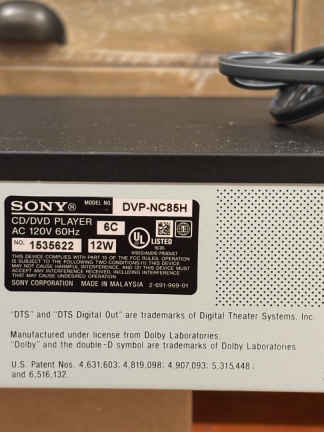 SONY® MODEL NO. DVP-NC85H
CD/DVD PLAYER
AC 120V 60Hz 6C
NO. 1535622 12W
UL LISTED
THIS DEVICE COMPLIES WITH PART 15 OF THE FCC RULES. OPERATION
IS SUBJECT TO THE FOLLOWING TWO CONDITIONS:(1) THIS DEVICE
MAY NOT CAUSE HARMFUL INTERFERENCE, AND (2) THIS DEVICE MUST
ACCEPT ANY INTERFERENCE RECEIVED, INCLUDING INTERFERENCE
THAT MAY CAUSE UNDESIRED OPERATION.
SONY CORPORATION MADE IN MALAYSIA 2-691-969-01
"DTS" and "DTS Digital Out" are trademarks of Digital Theater Systems, Inc.
Manufactured under license from Dolby Laboratories.
"Dolby" and the double-D symbol are trademarks of Dolby Laboratories.
U.S. Patent Nos. 4,631,603; 4,819,098; 4,907,093; 5,315,448;
and 6,516,132.